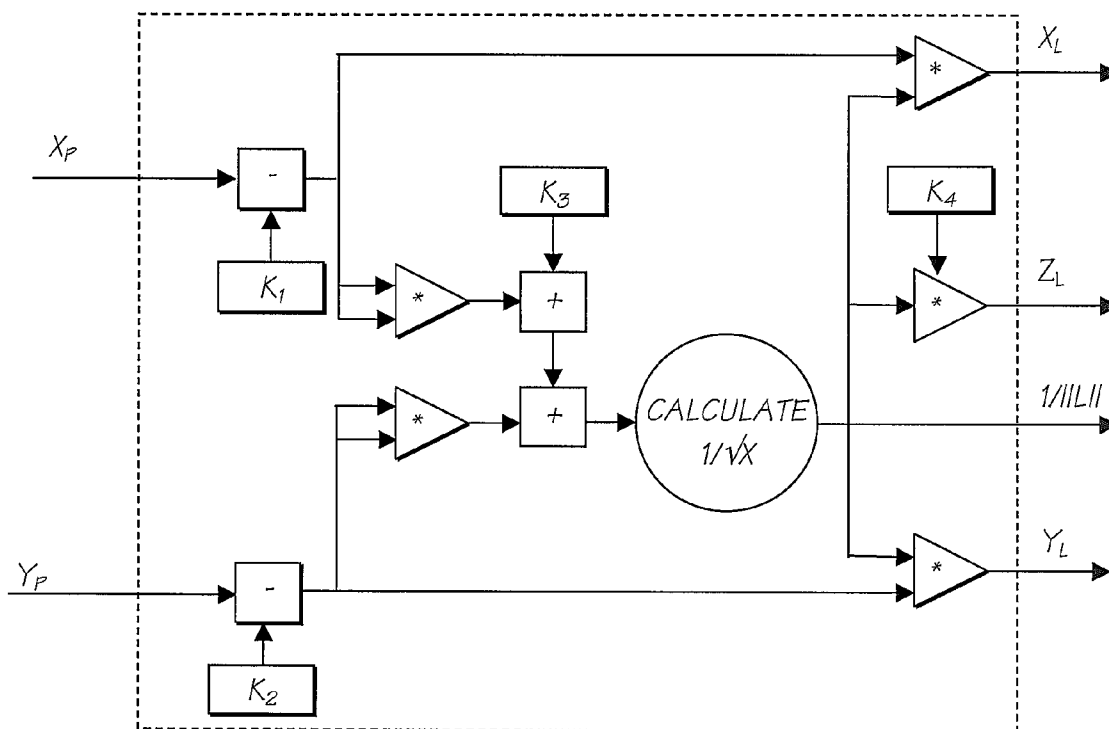 X_L
*
X_P
-
K_3
K_4
K_1
*
+
*
Z_L
*
+
CALCULATE
1/√X
1/||L||
Y_P
-
*
Y_L
K_2